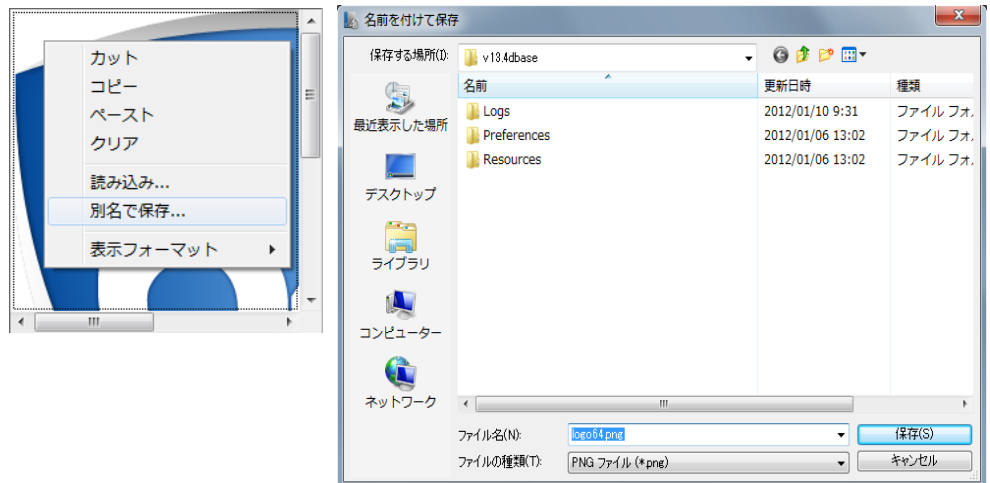 カット
コピー
ペースト
クリア
読み込み...
別名で保存...
表示フォーマット
名前を付けて保存
保存する場所(I):
v13.4dbase
名前 更新日時 種類
Logs 2012/01/10 9:31 ファイル フォ
Preferences 2012/01/06 13:02 ファイル フォ
Resources 2012/01/06 13:02 ファイル フォ
最近表示した場所
デスクトップ
ライブラリ
コンピューター
ネットワーク
ファイル名(N): logo64.png 保存(S)
ファイルの種類(T): PNG ファイル (*.png) キャンセル